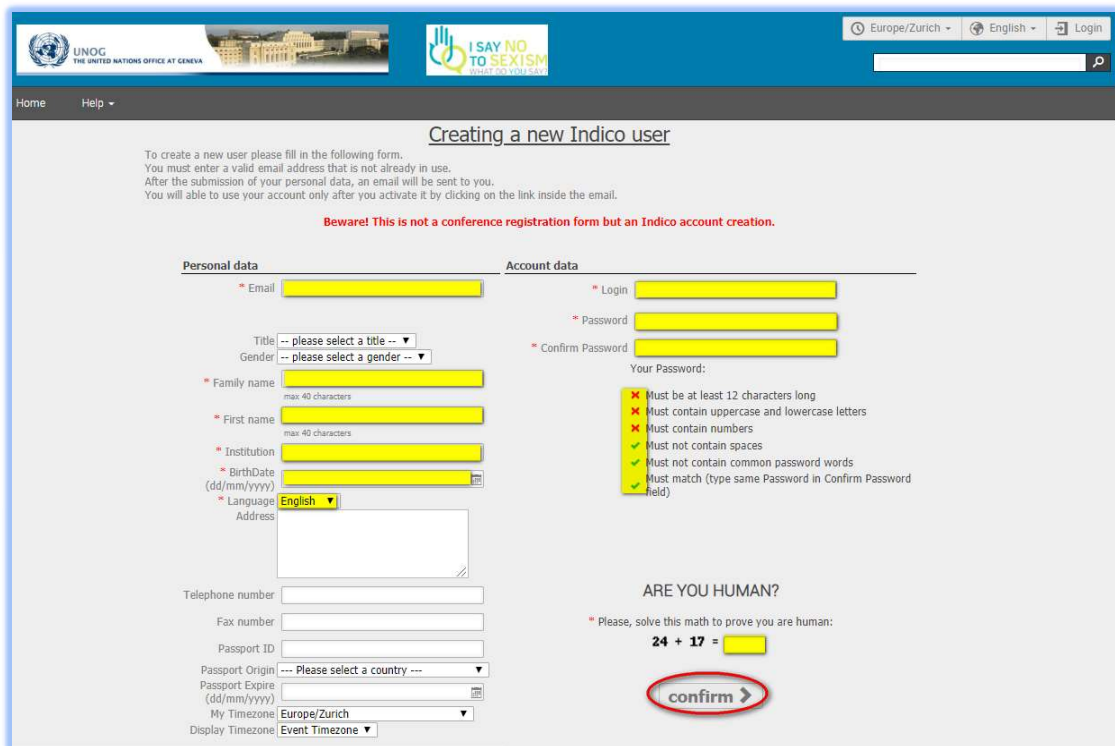 UNOG
THE UNITED NATIONS OFFICE AT GENEVA
I SAY NO
TO SEXISM
WHAT DO YOU SAY?
Europe/Zurich
English
Login
Home
Help
Creating a new Indico user
To create a new user please fill in the following form.
You must enter a valid email address that is not already in use.
After the submission of your personal data, an email will be sent to you.
You will able to use your account only after you activate it by clicking on the link inside the email.
Beware! This is not a conference registration form but an Indico account creation.
Personal data
* Email
Title -- please select a title --
Gender -- please select a gender --
* Family name
max 40 characters
* First name
max 40 characters
* Institution
* BirthDate
(dd/mm/yyyy)
* Language English
Address
Telephone number
Fax number
Passport ID
Passport Origin --- Please select a country ---
Passport Expire
(dd/mm/yyyy)
My Timezone Europe/Zurich
Display Timezone Event Timezone
Account data
* Login
* Password
* Confirm Password
Your Password:
Must be at least 12 characters long
Must contain uppercase and lowercase letters
Must contain numbers
Must not contain spaces
Must not contain common password words
Must match (type same Password in Confirm Password
field)
ARE YOU HUMAN?
* Please, solve this math to prove you are human:
24 + 17 =
confirm